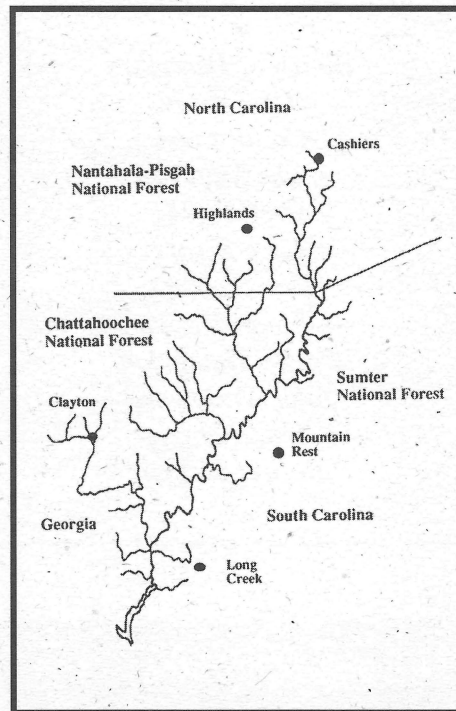 North Carolina
Cashiers
Nantahala-Pisgah
National Forest
Highlands
Chattahoochee
National Forest
Sumter
National Forest
Clayton
Mountain
Rest
Georgia
South Carolina
Long
Creek